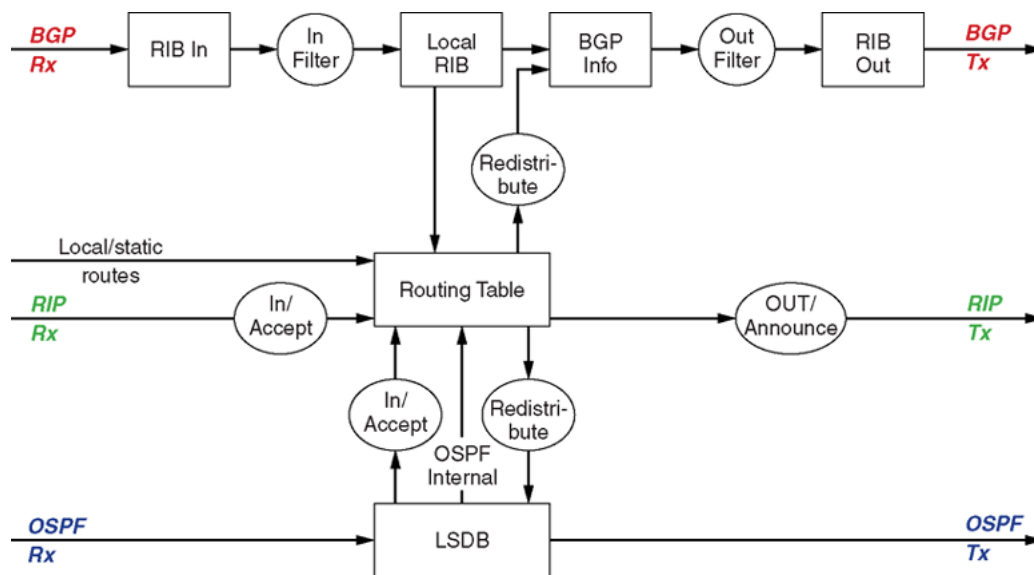 BGP
Rx
RIB In
In
Filter
Local
RIB
BGP
Info
Out
Filter
RIB
Out
BGP
Tx
Redistri-
bute
Local/static
routes
Routing Table
RIP
Rx
In/
Accept
OUT/
Announce
RIP
Tx
In/
Accept
OSPF
Internal
Redistri-
bute
OSPF
Rx
LSDB
OSPF
Tx